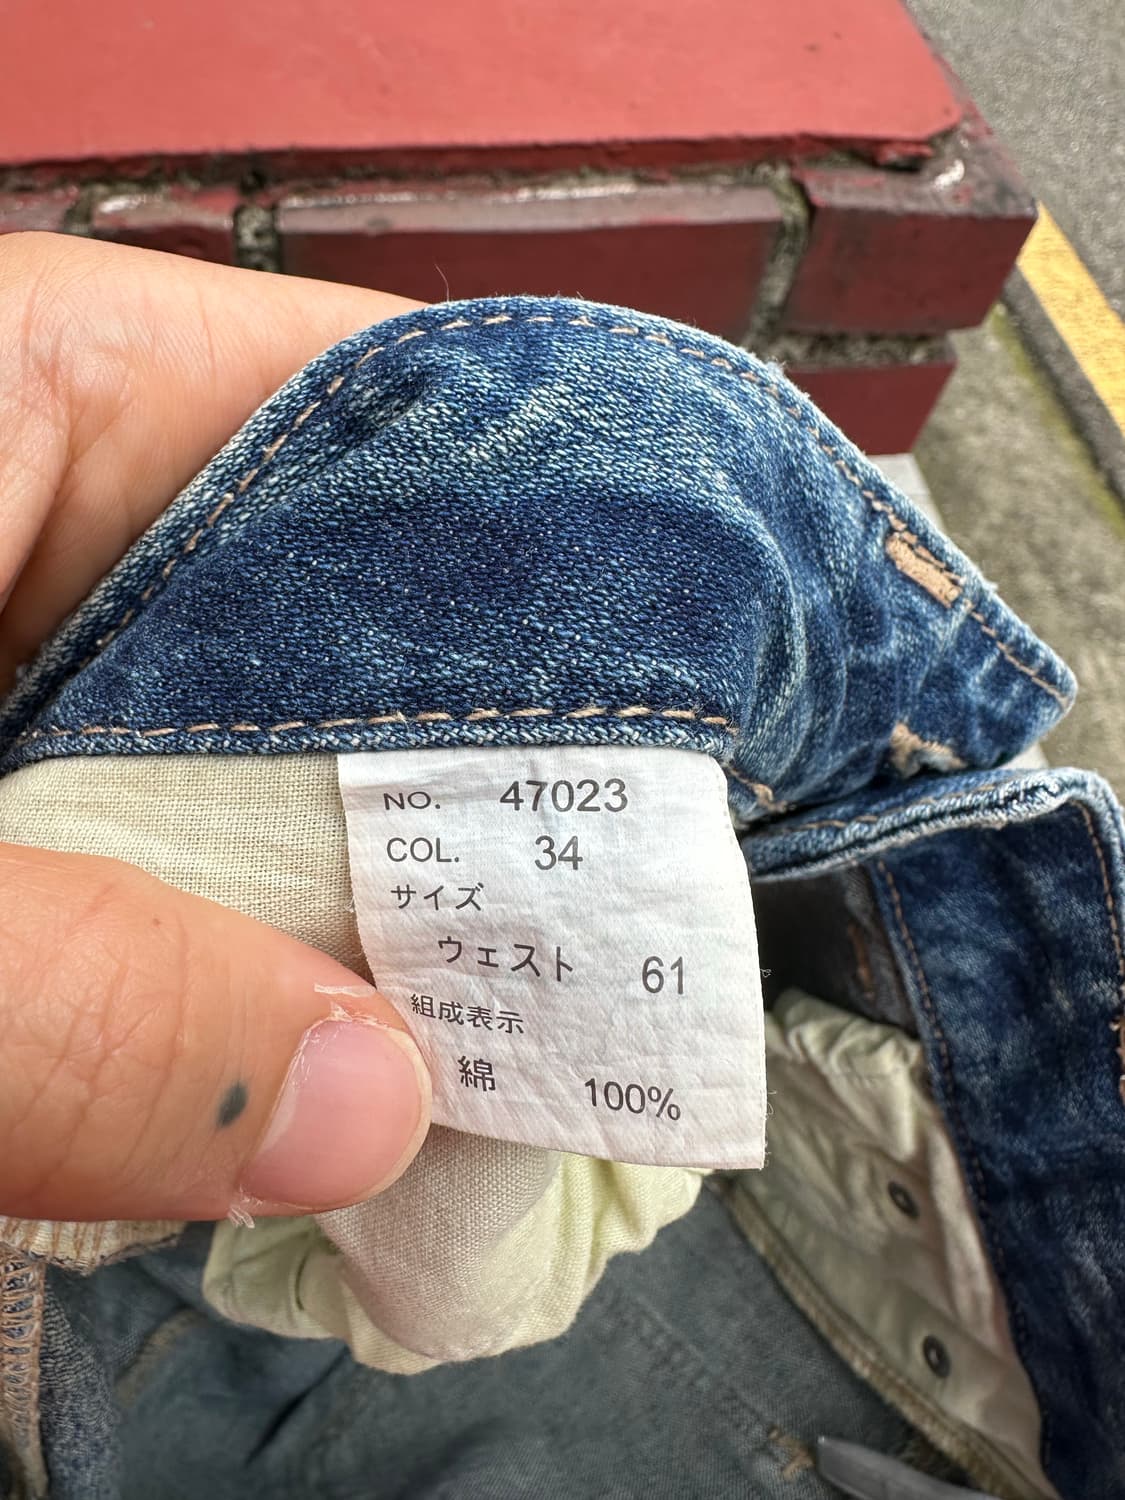 NO. 47023
COL. 34
サイズ
ウェスト 61
組成表示
綿 100%